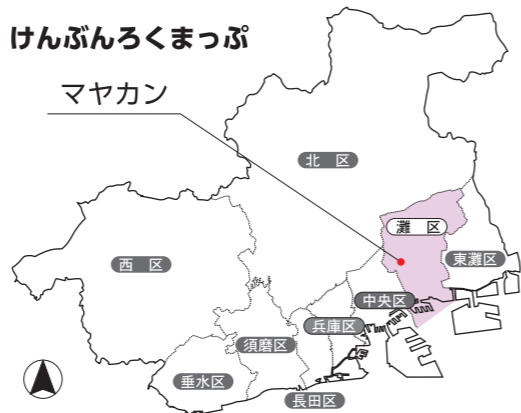 けんぶんろくまっぷ
マヤカン
北 区
灘 区
西 区
東灘区
中央区
兵庫区
須磨区
垂水区
長田区